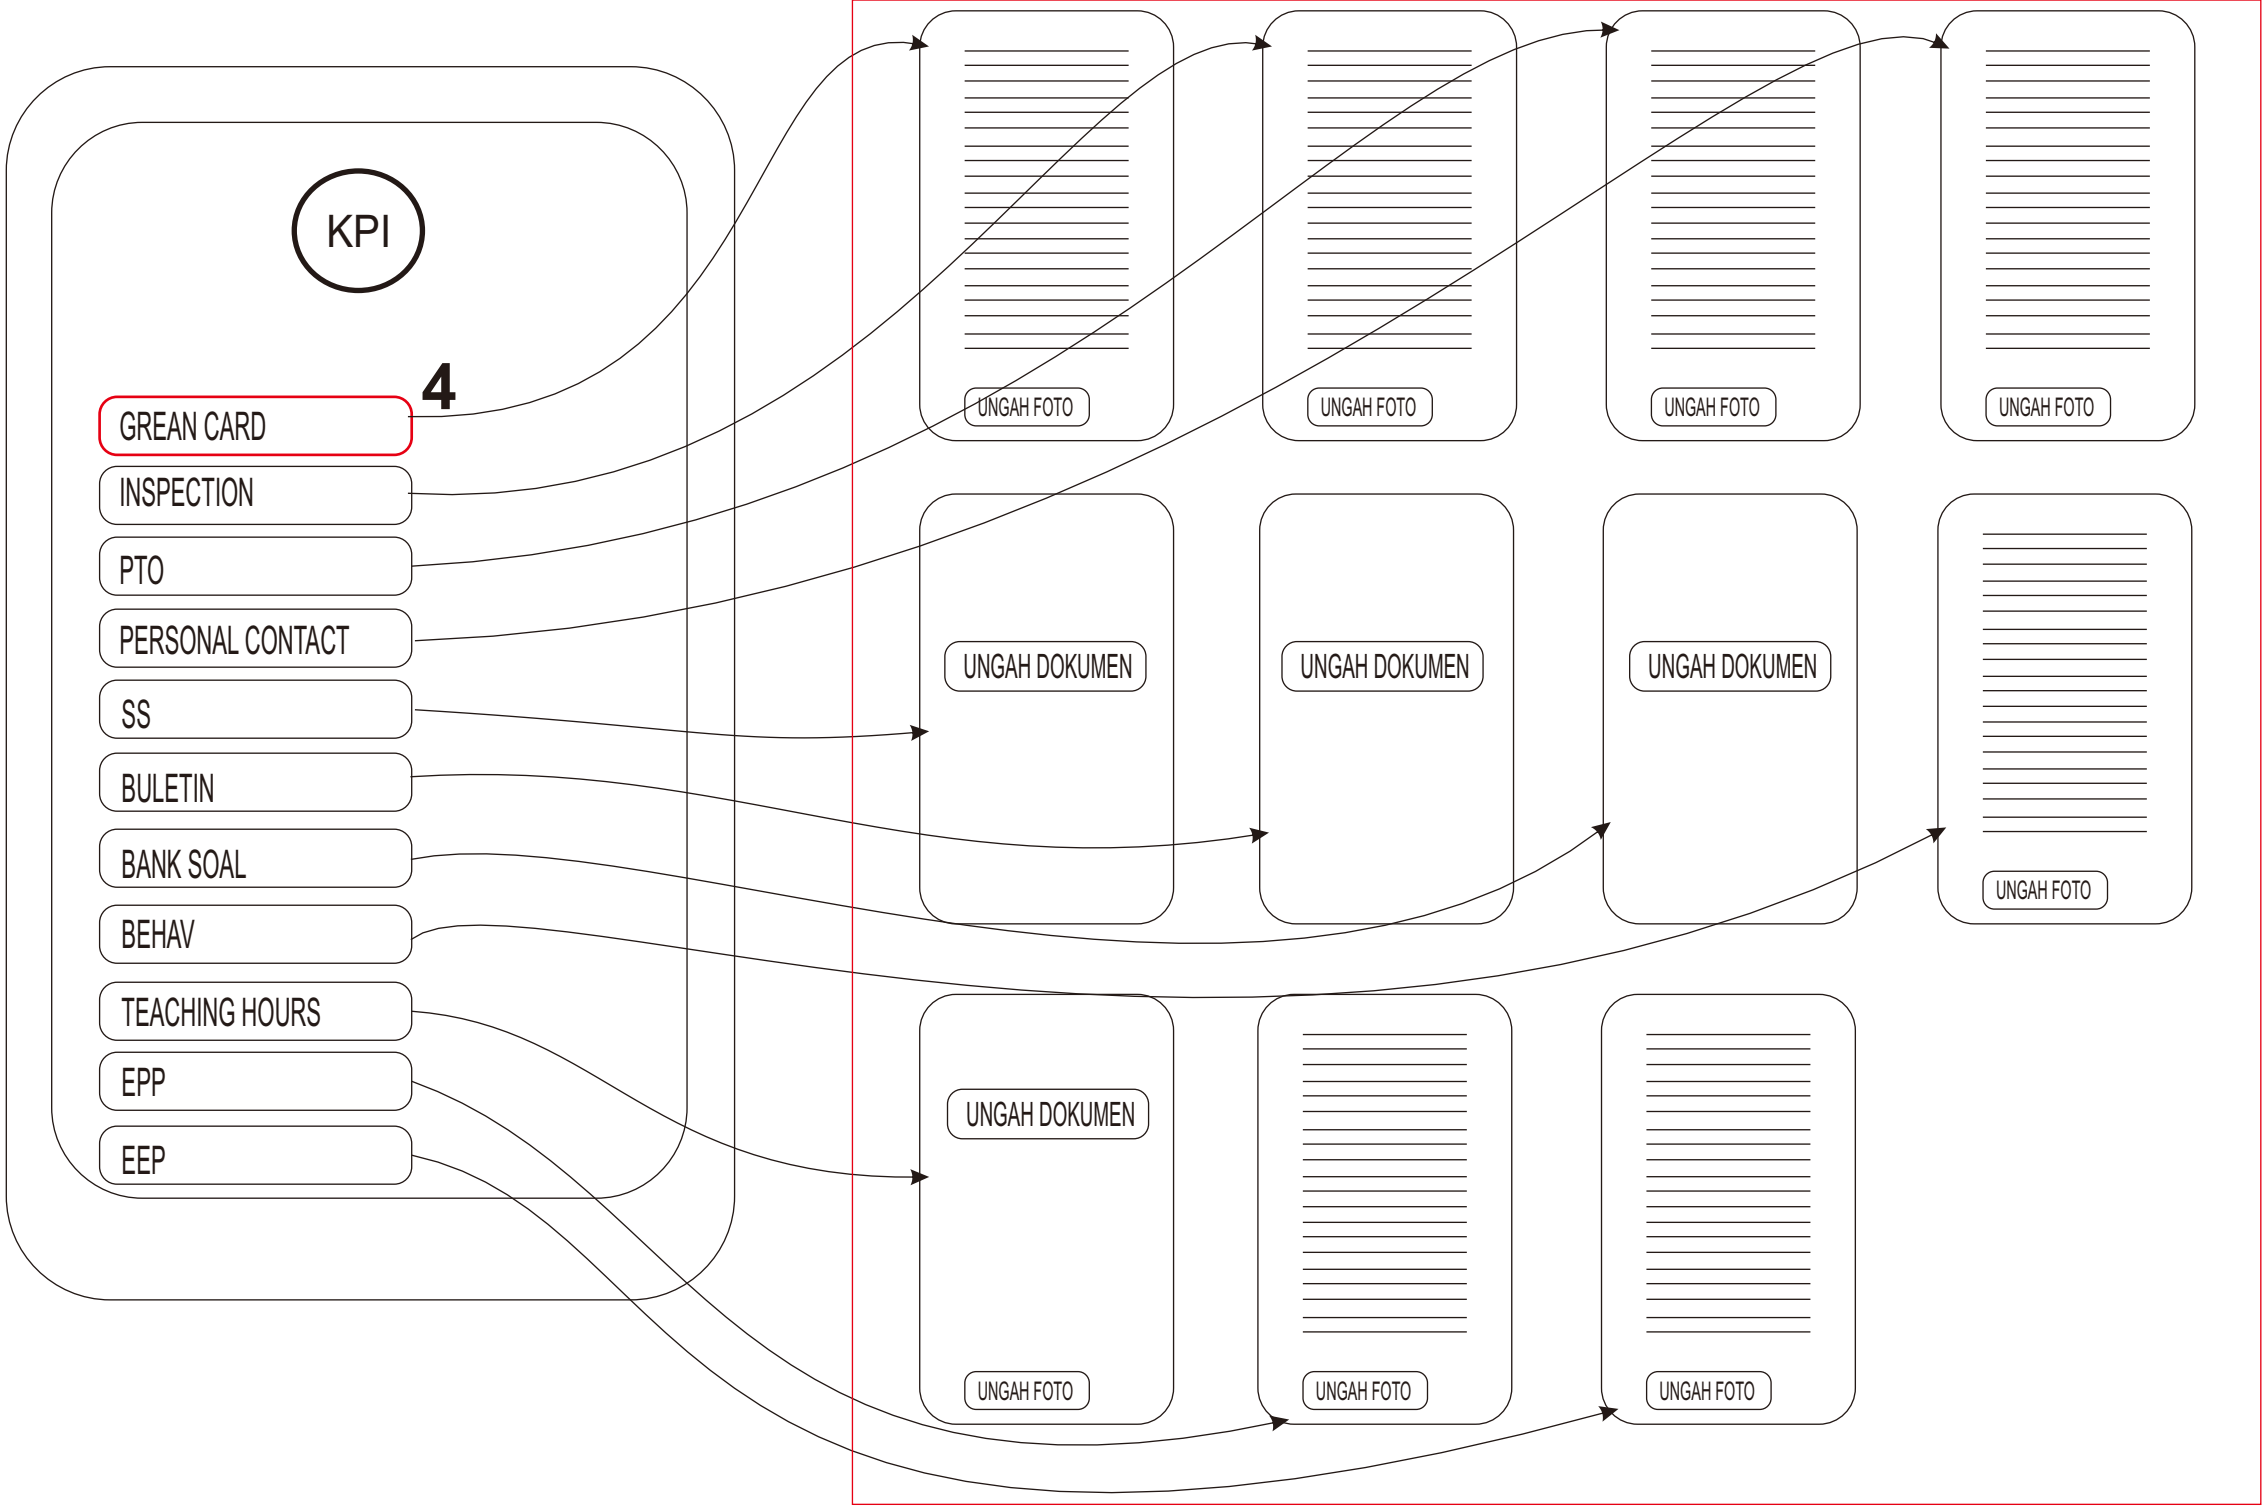 KPI
4
GREAN CARD
INSPECTION
PTO
PERSONAL CONTACT
SS
BULETIN
BANK SOAL
BEHAV
TEACHING HOURS
EPP
EEP
UNGAH FOTO
UNGAH FOTO
UNGAH FOTO
UNGAH FOTO
UNGAH DOKUMEN
UNGAH DOKUMEN
UNGAH DOKUMEN
UNGAH FOTO
UNGAH DOKUMEN
UNGAH FOTO
UNGAH FOTO
UNGAH FOTO